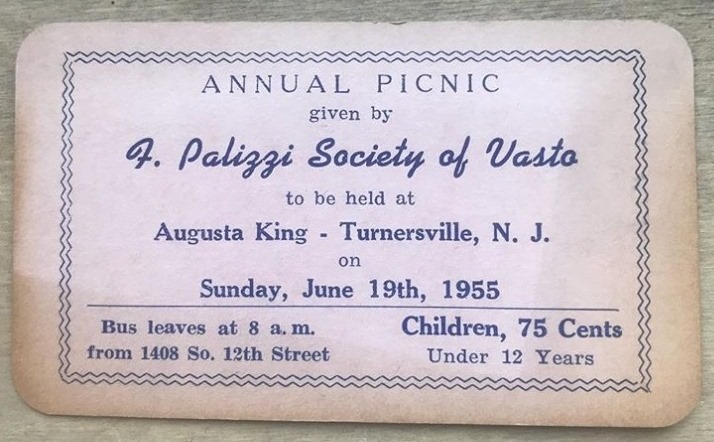 ANNUAL PICNIC
given by
F. Palizzi Society of Vasto
to be held at
Augusta King - Turnersville, N. J.
on
Sunday, June 19th, 1955
Bus leaves at 8 a. m.
from 1408 So. 12th Street
Children, 75 Cents
Under 12 Years